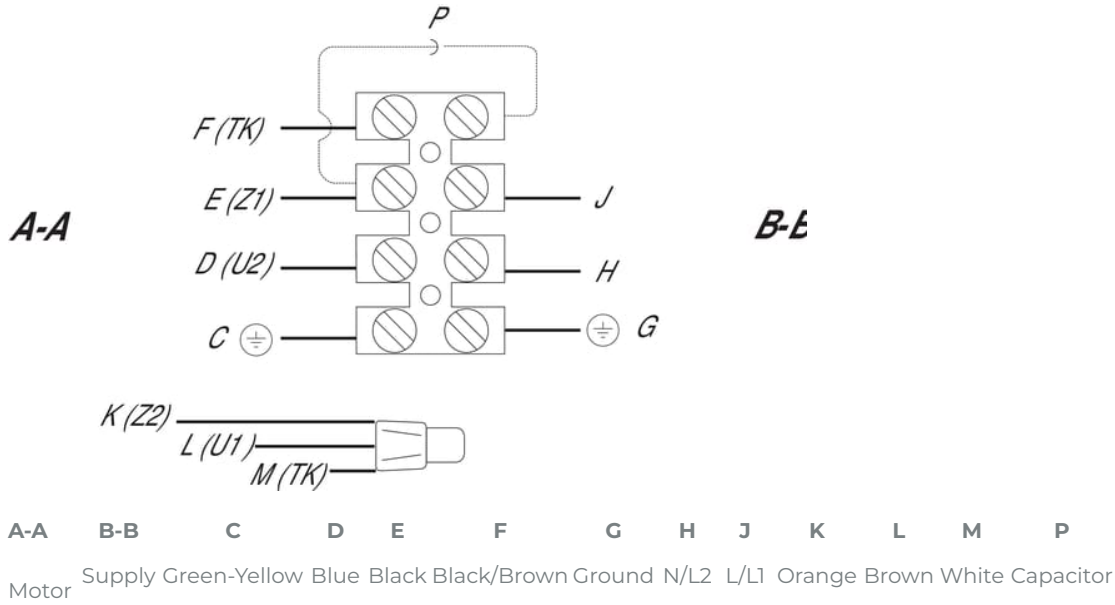 P
F (TK)
E (Z1)
J
A-A
B-B
D (U2)
H
C
G
K (Z2)
L (U1)
M (TK)
A-A B-B C D E F G H J K L M P
Motor Supply Green-Yellow Blue Black Black/Brown Ground N/L2 L/L1 Orange Brown White Capacitor